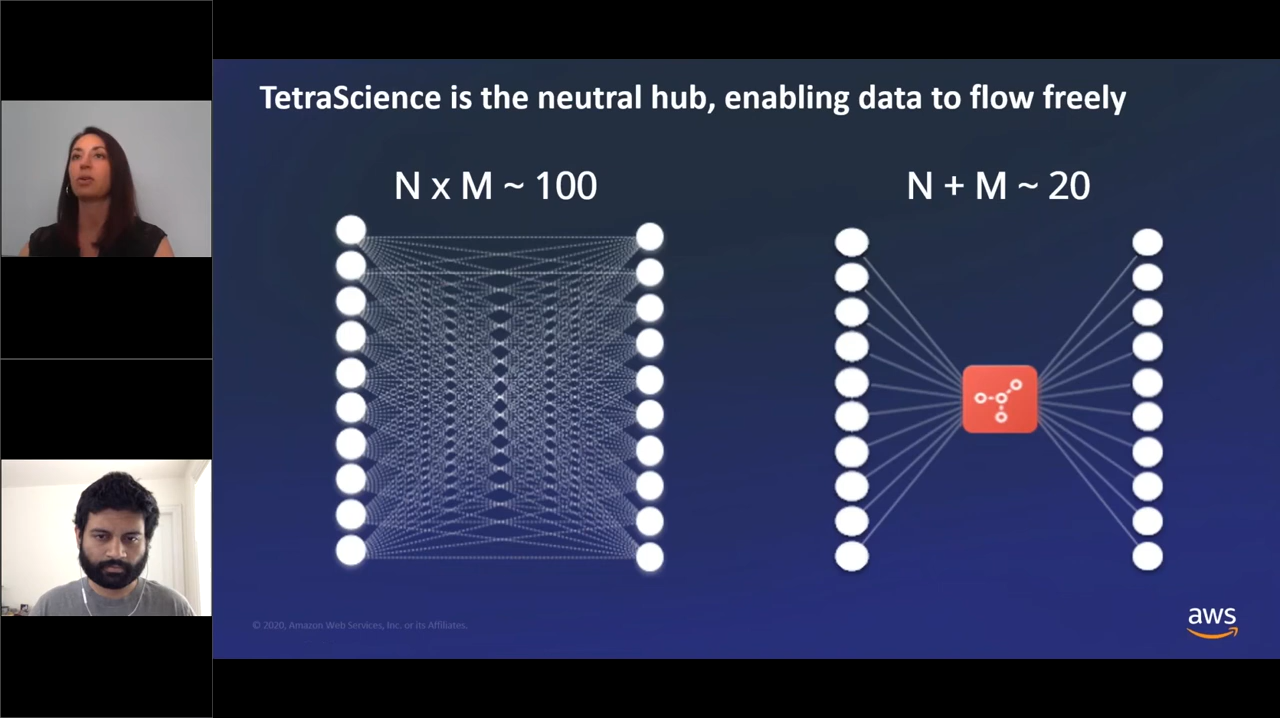 TetraScience is the neutral hub, enabling data to flow freely
N x M ~ 100
N + M ~ 20
© 2020, Amazon Web Services, Inc. or its Affiliates.
aws